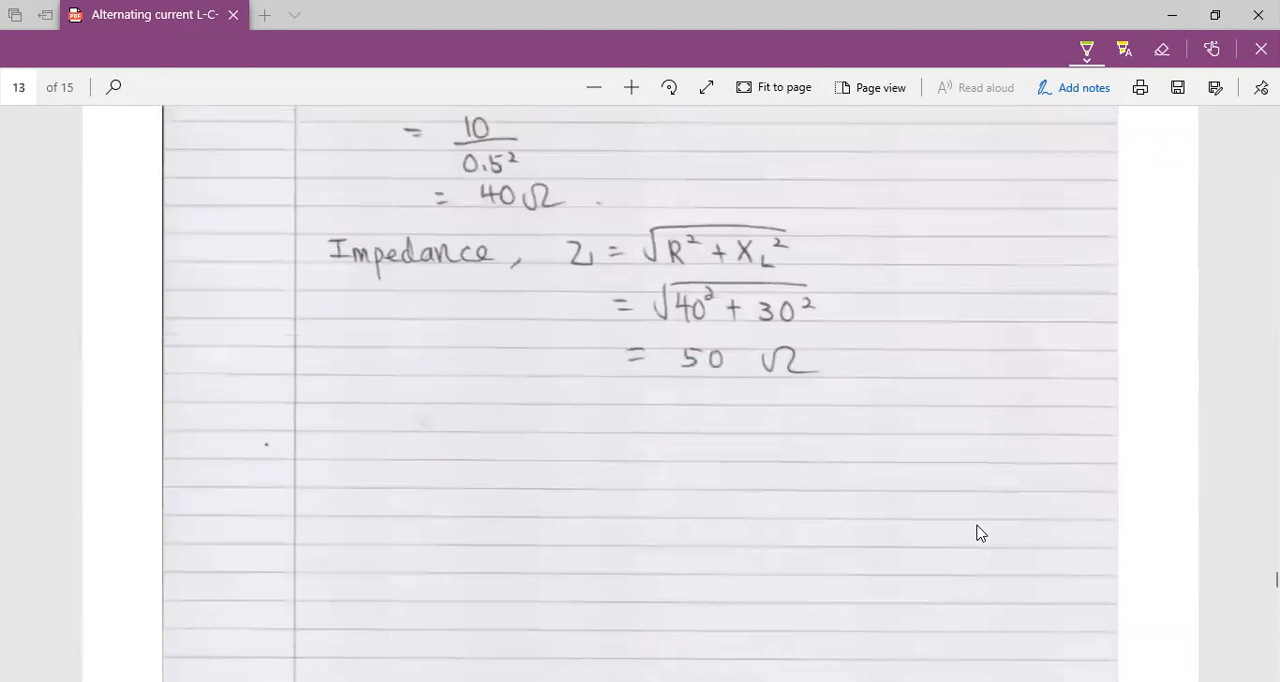 Alternating current L-C-
13 of 15
Fit to page
Page view
Read aloud
Add notes
= 10
0.5²
= 40Ω .
Impedance, Z = √R² + X_L²
= √40² + 30²
= 50 Ω